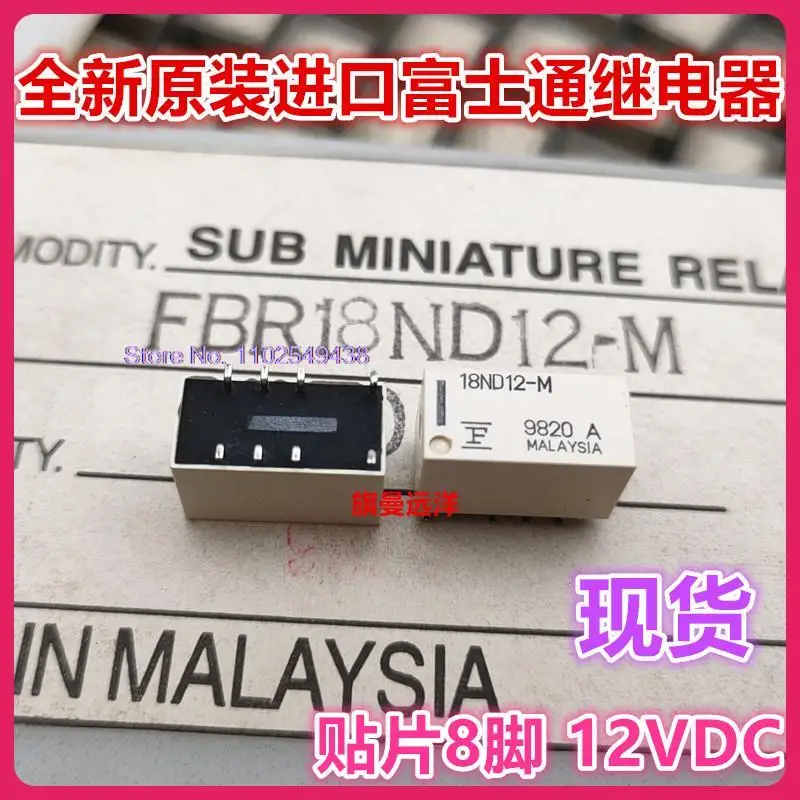 全新原装进口富士通继电器
MODITY. SUB MINIATURE RELA
FBR18ND12-M
Store No. 1102549438
18ND12-M
9820 A
MALAYSIA
旗曼远洋
现货
IN MALAYSIA
贴片8脚 12VDC